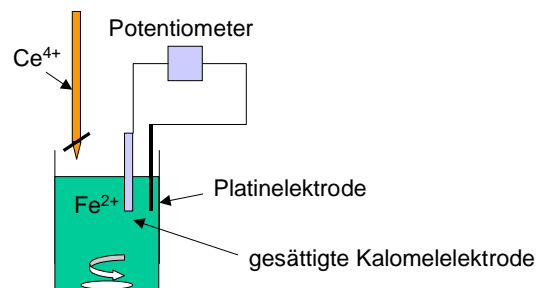 Potentiometer
Ce⁴⁺
Platinelektrode
Fe²⁺
gesättigte Kalomelelektrode